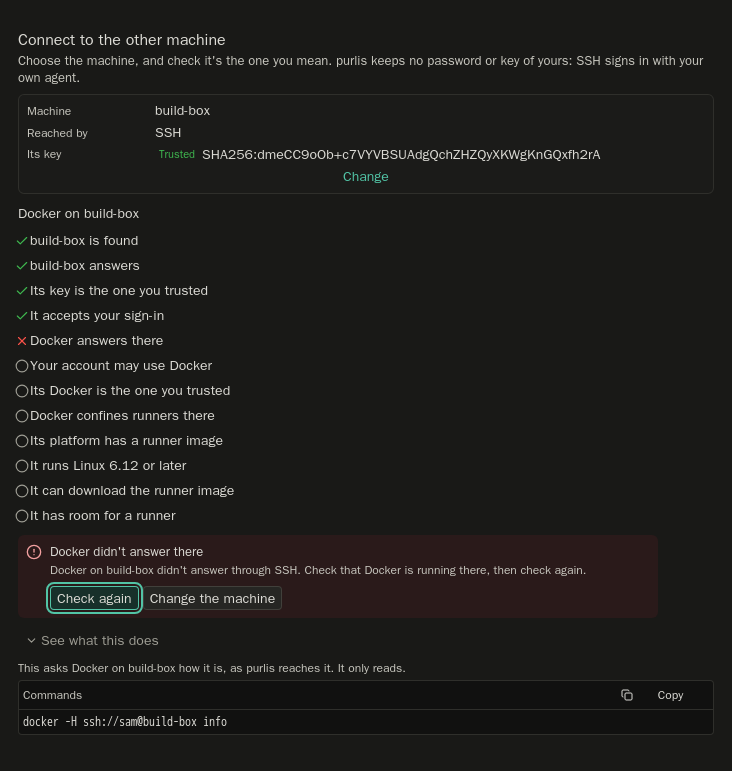 Connect to the other machine
Choose the machine, and check it's the one you mean. purlis keeps no password or key of yours: SSH signs in with your
own agent.
Machine build-box
Reached by SSH
Its key Trusted SHA256:dmeCC9oOb+c7VYVBSUAdgQchZHZQyXKWgKnGQxfh2rA
Change
Docker on build-box
build-box is found
build-box answers
Its key is the one you trusted
It accepts your sign-in
Docker answers there
Your account may use Docker
Its Docker is the one you trusted
Docker confines runners there
Its platform has a runner image
It runs Linux 6.12 or later
It can download the runner image
It has room for a runner
Docker didn't answer there
Docker on build-box didn't answer through SSH. Check that Docker is running there, then check again.
Check again Change the machine
See what this does
This asks Docker on build-box how it is, as purlis reaches it. It only reads.
Commands Copy
docker -H ssh://sam@build-box info